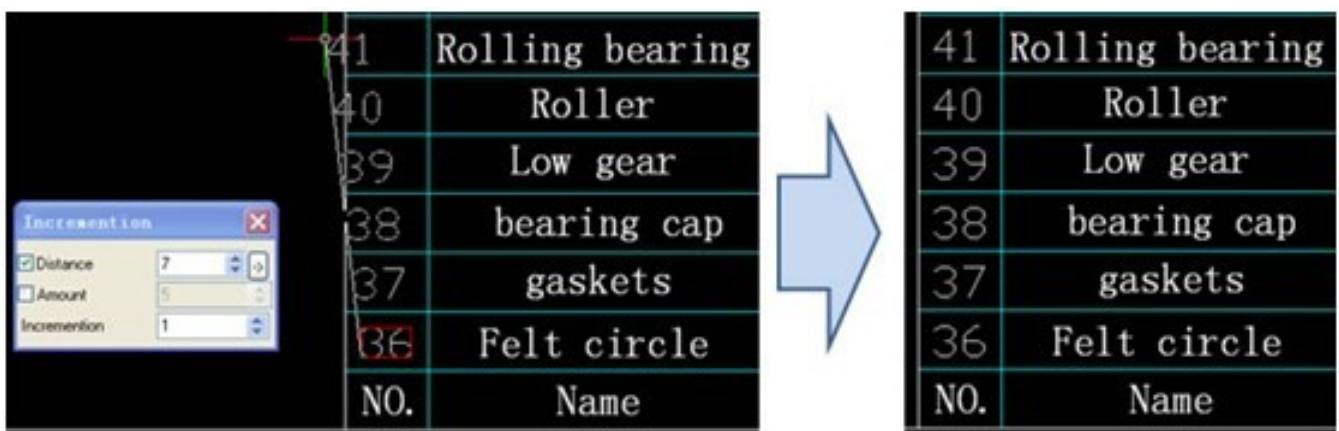 41 Rolling bearing
40 Roller
39 Low gear
38 bearing cap
37 gaskets
36 Felt circle
NO. Name
Incremention
Distance 7
Amount 5
Incremention 1
41 Rolling bearing
40 Roller
39 Low gear
38 bearing cap
37 gaskets
36 Felt circle
NO. Name